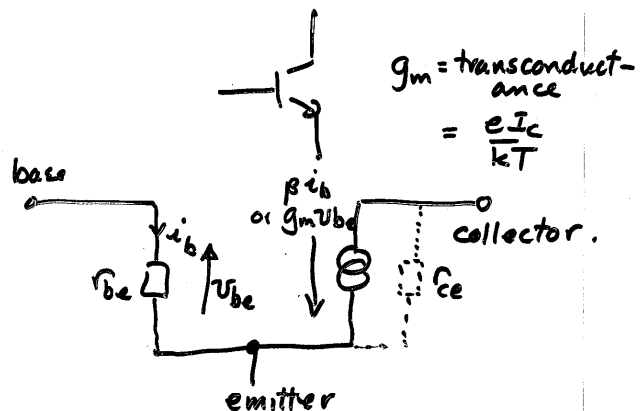 gm = transconduct-
ance
= eIc/kT
base
βib
or gmvbe
ib
rbe
vbe
collector.
rce
emitter